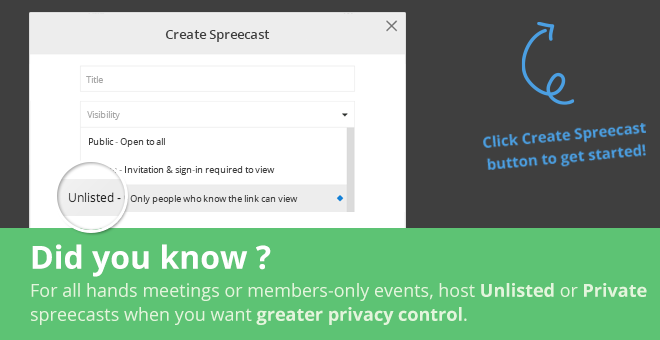 Create Spreecast
Title
Visibility
Public - Open to all
- Invitation & sign-in required to view
Unlisted - Only people who know the link can view
Click Create Spreecast
button to get started!
Did you know ?
For all hands meetings or members-only events, host Unlisted or Private
spreecasts when you want greater privacy control.